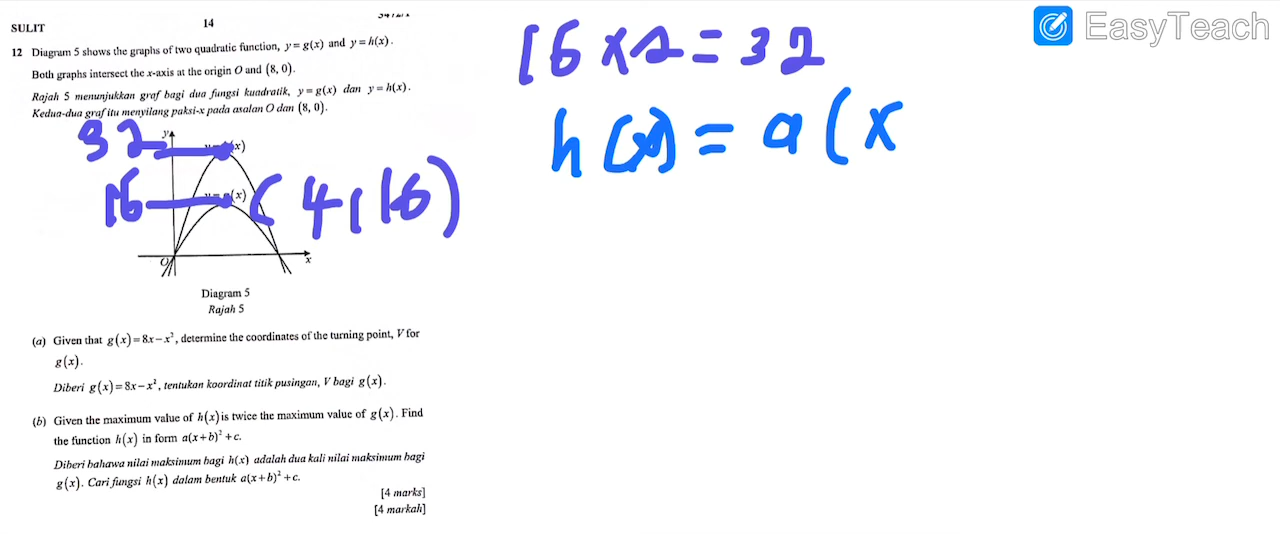 SULIT
14
12 Diagram 5 shows the graphs of two quadratic function, y = g(x) and y = h(x).
Both graphs intersect the x-axis at the origin O and (8, 0).
Rajah 5 menunjukkan graf bagi dua fungsi kuadratik, y = g(x) dan y = h(x).
Kedua-dua graf itu menyilang paksi-x pada asalan O dan (8, 0).
y
32
16
(4, 16)
O
x
Diagram 5
Rajah 5
(a) Given that g(x) = 8x – x², determine the coordinates of the turning point, V for
g(x).
Diberi g(x) = 8x – x², tentukan koordinat titik pusingan, V bagi g(x).
(b) Given the maximum value of h(x) is twice the maximum value of g(x). Find
the function h(x) in form a(x+b)² + c.
Diberi bahawa nilai maksimum bagi h(x) adalah dua kali nilai maksimum bagi
g(x). Cari fungsi h(x) dalam bentuk a(x+b)² + c.
[4 marks]
[4 markah]
16 x 2 = 32
h(x) = a(x
EasyTeach